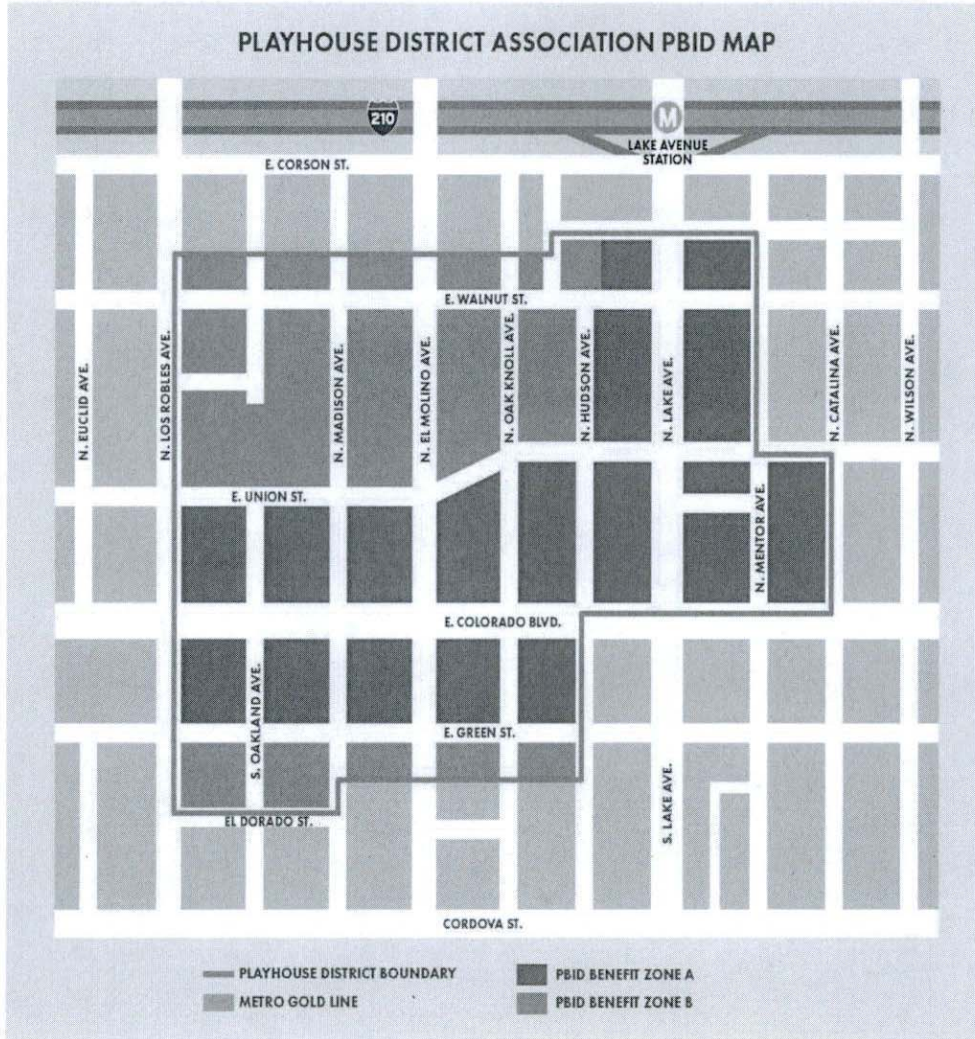 PLAYHOUSE DISTRICT ASSOCIATION PBID MAP
210
M
LAKE AVENUE
STATION
E. CORSON ST.
E. WALNUT ST.
N. EUCLID AVE.
N. LOS ROBLES AVE.
N. MADISON AVE.
N. EL MOLINO AVE.
N. OAK KNOLL AVE.
N. HUDSON AVE.
N. LAKE AVE.
N. CATALINA AVE.
N. WILSON AVE.
E. UNION ST.
N. MENTOR AVE.
E. COLORADO BLVD.
S. OAKLAND AVE.
E. GREEN ST.
S. LAKE AVE.
EL DORADO ST.
CORDOVA ST.
PLAYHOUSE DISTRICT BOUNDARY
METRO GOLD LINE
PBID BENEFIT ZONE A
PBID BENEFIT ZONE B